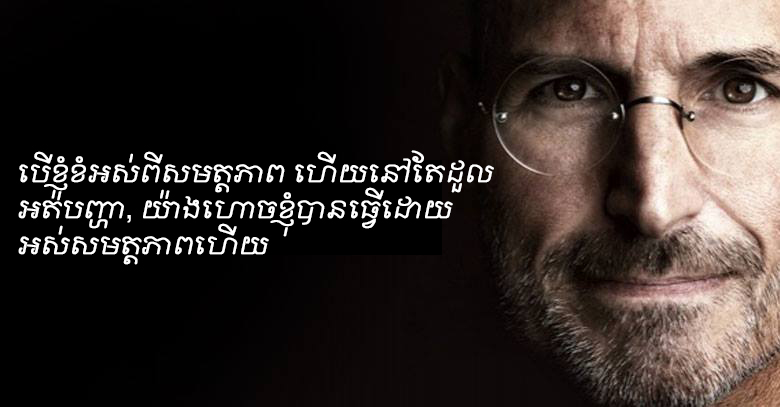 បើខ្ញុំខំអស់ពីសមត្ថភាព ហើយនៅតែដួល
អត់បញ្ហា, យ៉ាងហោចខ្ញុំបានធ្វើដោយ
អស់សមត្ថភាពហើយ